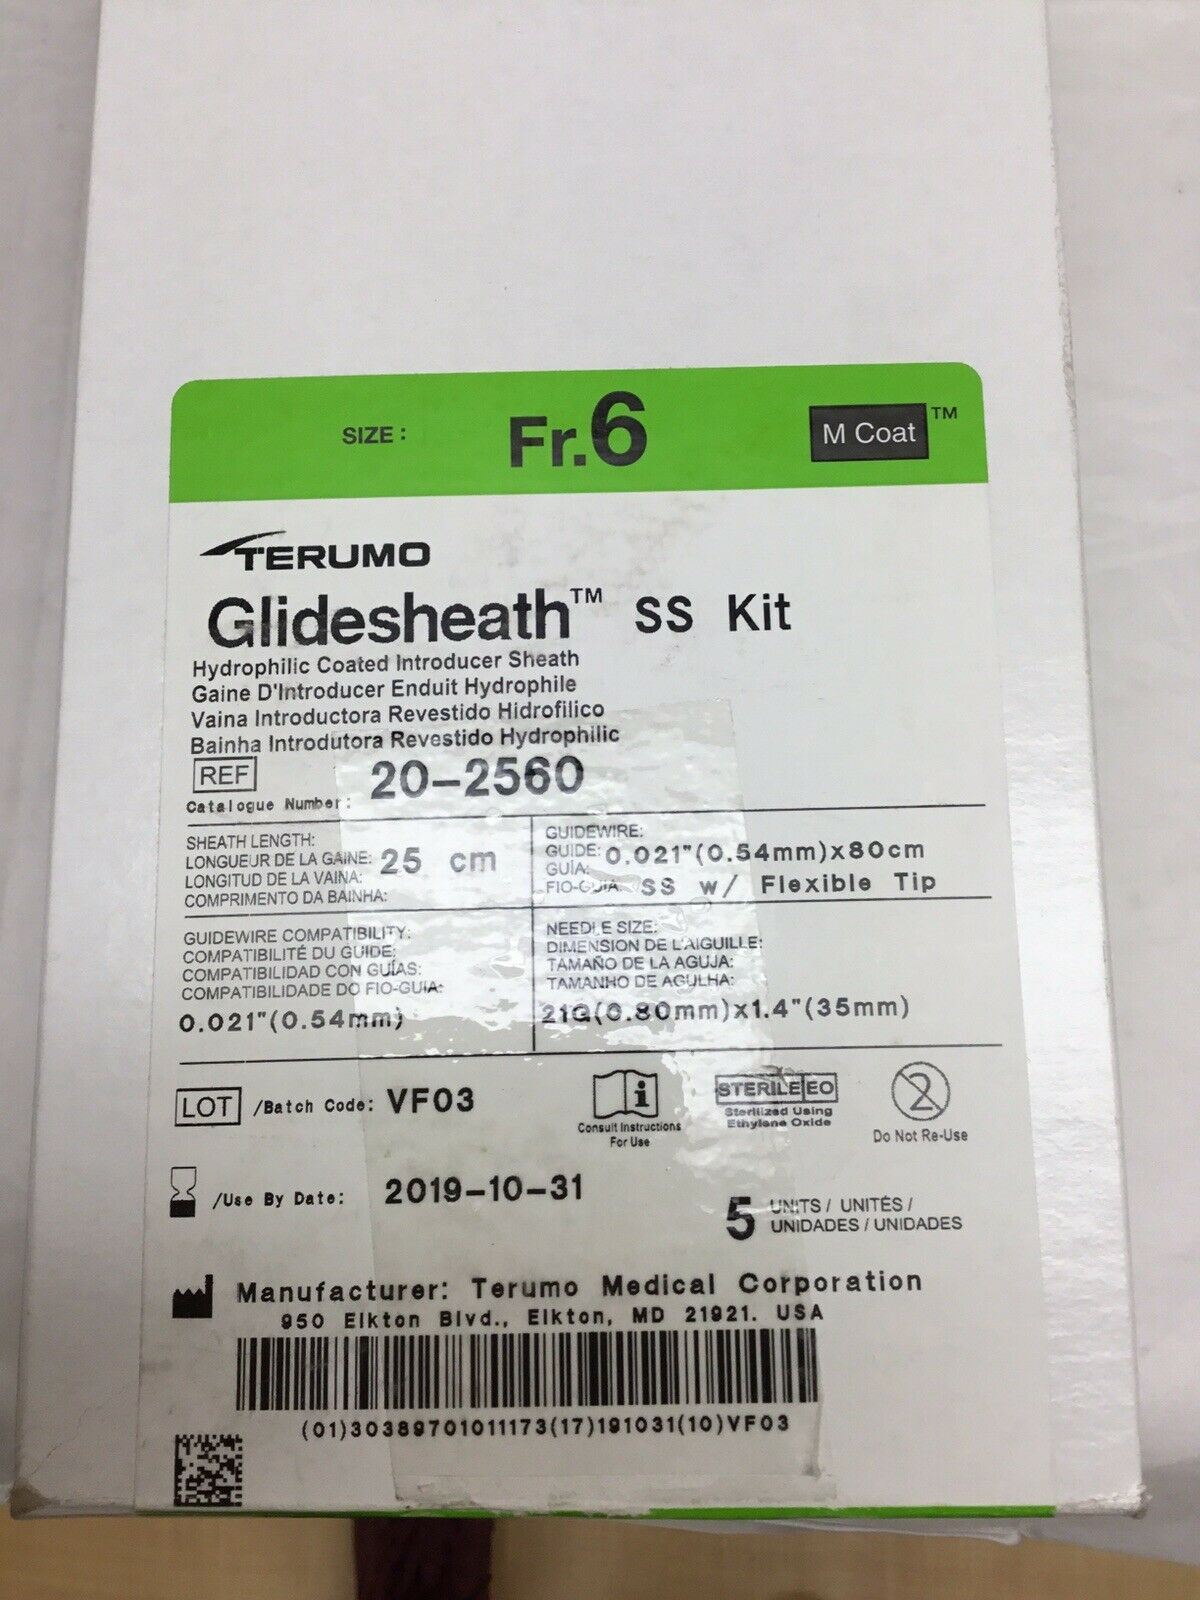 SIZE: Fr.6 M Coat™
TERUMO
Glidesheath™ SS Kit
Hydrophilic Coated Introducer Sheath
Gaine D'Introducer Enduit Hydrophile
Vaina Introductora Revestido Hidrofilico
Bainha Introdutora Revestido Hydrophilic
REF
Catalogue Number: 20-2560
SHEATH LENGTH:
LONGUEUR DE LA GAINE: 25 cm
LONGITUD DE LA VAINA:
COMPRIMENTO DA BAINHA:
GUIDEWIRE:
GUIDE: 0.021"(0.54mm)x80cm
GUÍA:
FIO-GUIA: SS w/ Flexible Tip
GUIDEWIRE COMPATIBILITY:
COMPATIBILITÉ DU GUIDE:
COMPATIBILIDAD CON GUÍAS:
COMPATIBILIDADE DO FIO-GUIA:
0.021"(0.54mm)
NEEDLE SIZE:
DIMENSION DE L'AIGUILLE:
TAMAÑO DE LA AGUJA:
TAMANHO DE AGULHA:
21G(0.80mm)x1.4"(35mm)
LOT /Batch Code: VF03
i
Consult Instructions
For Use
STERILE EO
Sterilized Using
Ethylene Oxide
2
Do Not Re-Use
/Use By Date: 2019-10-31
5 UNITS / UNITÉS /
UNIDADES / UNIDADES
Manufacturer: Terumo Medical Corporation
950 Elkton Blvd., Elkton, MD 21921. USA
(01)30389701011173(17)191031(10)VF03